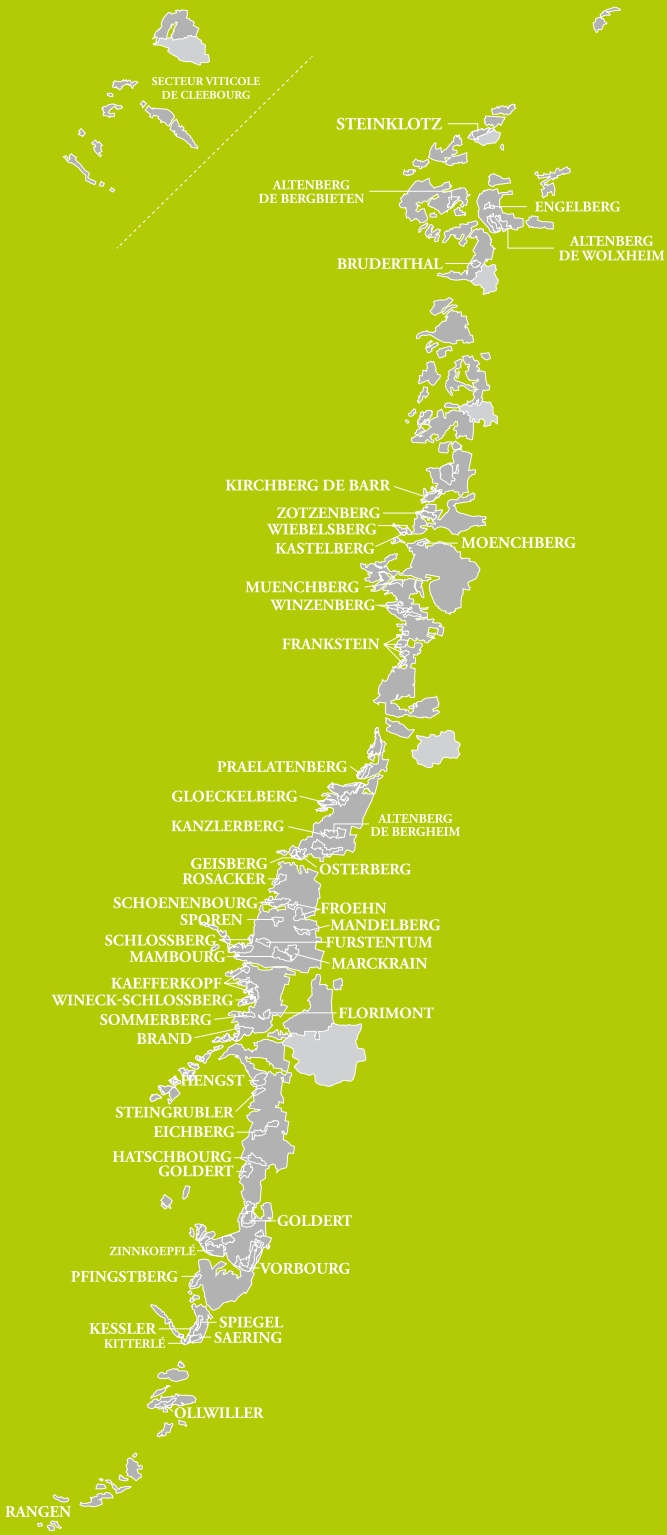 SECTEUR VITICOLE
DE CLEEBOURG
STEINKLOTZ
ALTENBERG
DE BERGBIETEN
ENGELBERG
ALTENBERG
DE WOLXHEIM
BRUDERTHAL
KIRCHBERG DE BARR
ZOTZENBERG
WIEBELSBERG
KASTELBERG
MOENCHBERG
MUENCHBERG
WINZENBERG
FRANKSTEIN
PRAELATENBERG
GLOECKELBERG
KANZLERBERG
ALTENBERG
DE BERGHEIM
GEISBERG
OSTERBERG
ROSACKER
SCHOENENBOURG
FROEHN
SPOREN
MANDELBERG
SCHLOSSBERG
FURSTENTUM
MAMBOURG
MARCKRAIN
KAEFFERKOPF
WINECK-SCHLOSSBERG
SOMMERBERG
FLORIMONT
BRAND
HENGST
STEINGRUBLER
EICHBERG
HATSCHBOURG
GOLDERT
GOLDERT
ZINNKOEPFLÉ
VORBOURG
PFINGSTBERG
SPIEGEL
KESSLER
SAERING
KITTERLÉ
OLLWILLER
RANGEN